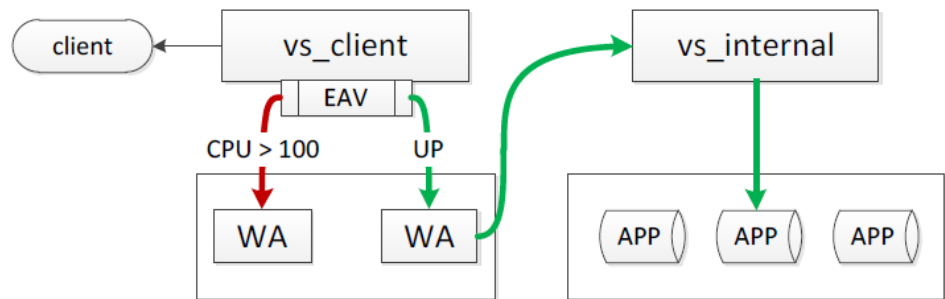 client
vs_client
vs_internal
EAV
CPU > 100
UP
WA
WA
APP
APP
APP